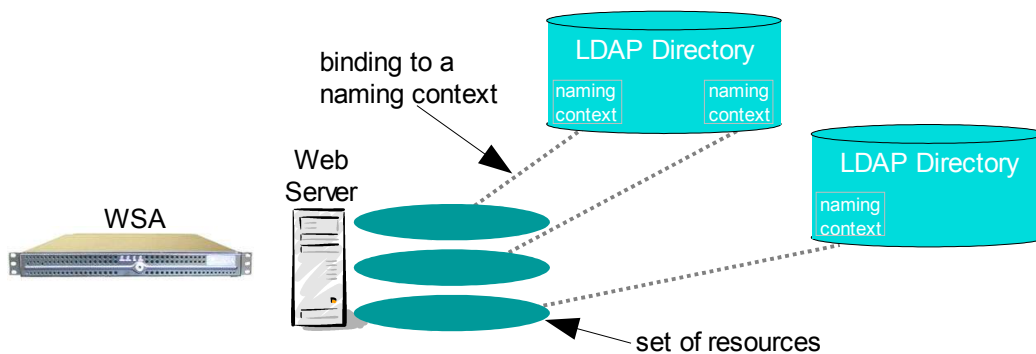 LDAP Directory
binding to a
naming context
naming
context
naming
context
Web
Server
LDAP Directory
naming
context
WSA
set of resources